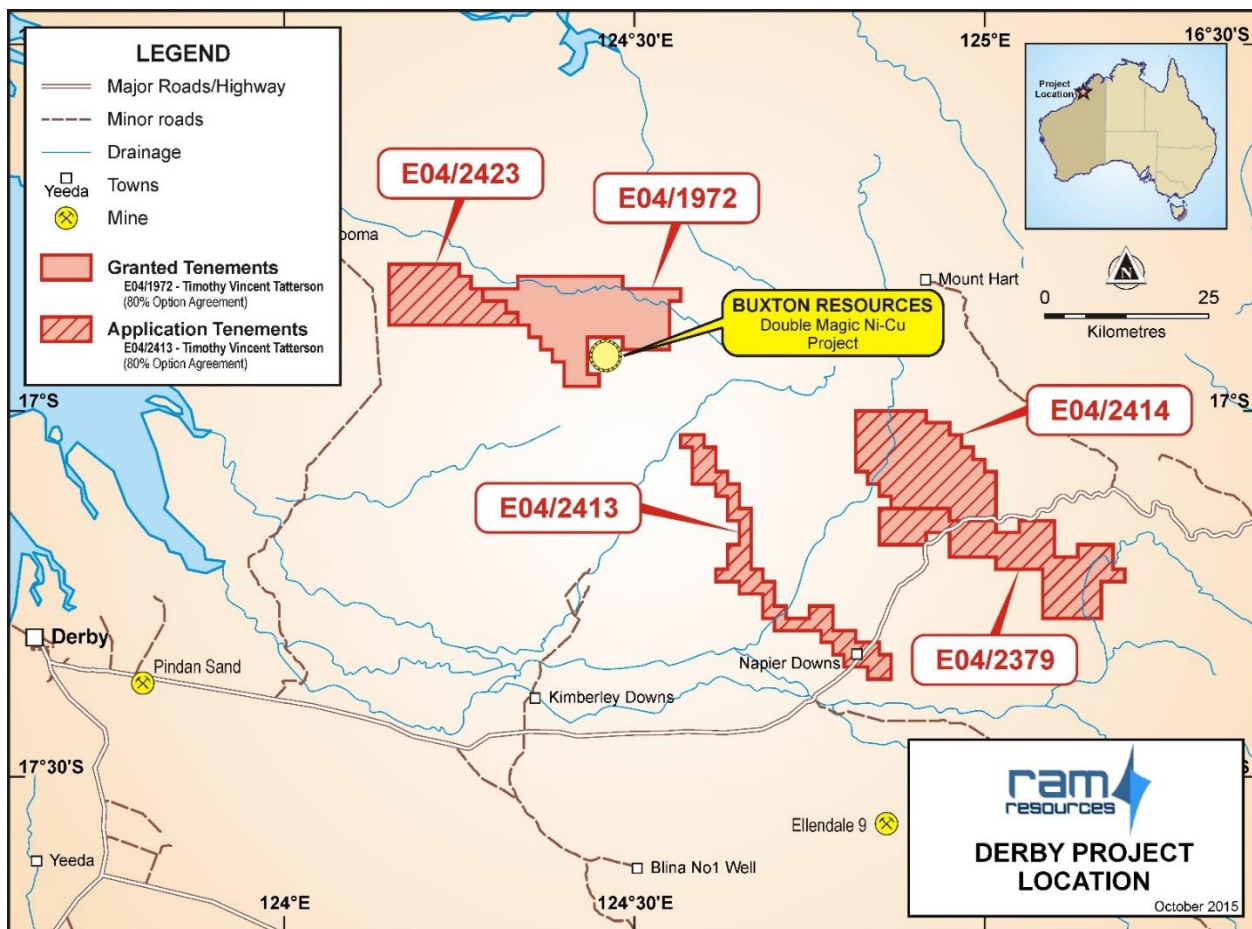 124°30'E
125°E
16°30'S
LEGEND
Major Roads/Highway
Minor roads
Drainage
Yeeda
Towns
Mine
Granted Tenements
E04/1972 - Timothy Vincent Tatterson
(80% Option Agreement)
Application Tenements
E04/2413 - Timothy Vincent Tatterson
(80% Option Agreement)
Project
Location
E04/2423
E04/1972
ooma
Mount Hart
N
0 25
Kilometres
BUXTON RESOURCES
Double Magic Ni-Cu
Project
17°S
17°S
E04/2414
E04/2413
E04/2379
Derby
Pindan Sand
Napier Downs
Kimberley Downs
17°30'S
Ellendale 9
Yeeda
Blina No1 Well
ram
resources
DERBY PROJECT
LOCATION
October 2015
124°E
124°30'E